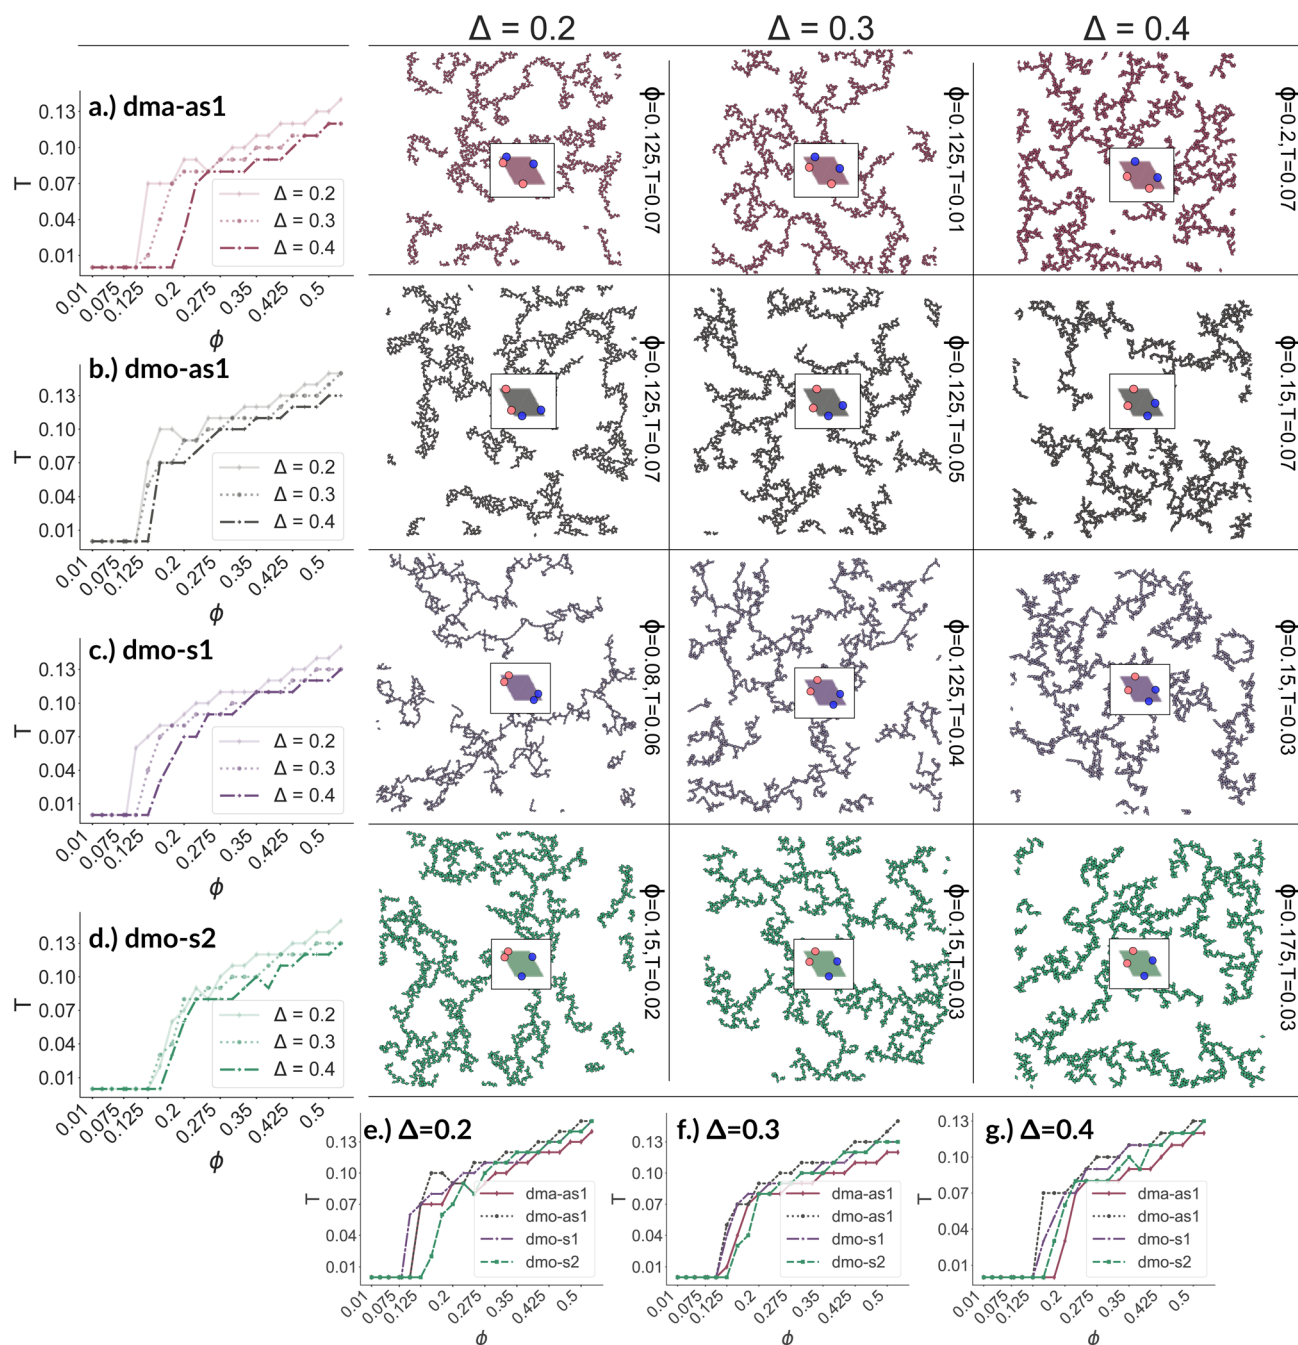 Δ = 0.2
Δ = 0.3
Δ = 0.4
a.) dma-as1
T
0.13
0.10
0.07
0.04
0.01
Δ = 0.2
Δ = 0.3
Δ = 0.4
0.01
0.075
0.125
0.2
0.275
0.35
0.425
0.5
ϕ
ϕ=0.125,T=0.07
ϕ=0.125,T=0.01
ϕ=0.2,T=0.07
b.) dmo-as1
T
0.13
0.10
0.07
0.04
0.01
Δ = 0.2
Δ = 0.3
Δ = 0.4
0.01
0.075
0.125
0.2
0.275
0.35
0.425
0.5
ϕ
ϕ=0.125,T=0.07
ϕ=0.125,T=0.05
ϕ=0.15,T=0.07
c.) dmo-s1
T
0.13
0.10
0.07
0.04
0.01
Δ = 0.2
Δ = 0.3
Δ = 0.4
0.01
0.075
0.125
0.2
0.275
0.35
0.425
0.5
ϕ
ϕ=0.08,T=0.06
ϕ=0.125,T=0.04
ϕ=0.15,T=0.03
d.) dmo-s2
T
0.13
0.10
0.07
0.04
0.01
Δ = 0.2
Δ = 0.3
Δ = 0.4
0.01
0.075
0.125
0.2
0.275
0.35
0.425
0.5
ϕ
ϕ=0.15,T=0.02
ϕ=0.15,T=0.03
ϕ=0.175,T=0.03
e.) Δ=0.2
T
0.13
0.10
0.07
0.04
0.01
dma-as1
dmo-as1
dmo-s1
dmo-s2
0.01
0.075
0.125
0.2
0.275
0.35
0.425
0.5
ϕ
f.) Δ=0.3
T
0.13
0.10
0.07
0.04
0.01
dma-as1
dmo-as1
dmo-s1
dmo-s2
0.01
0.075
0.125
0.2
0.275
0.35
0.425
0.5
ϕ
g.) Δ=0.4
T
0.13
0.10
0.07
0.04
0.01
dma-as1
dmo-as1
dmo-s1
dmo-s2
0.01
0.075
0.125
0.2
0.275
0.35
0.425
0.5
ϕ